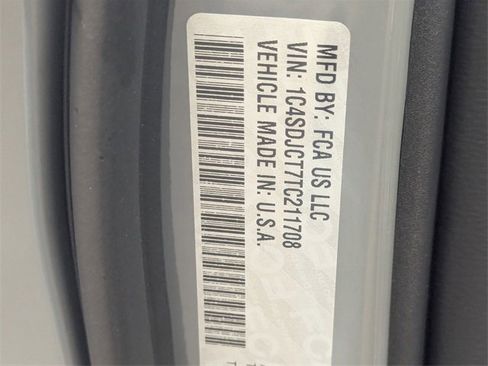 MFD BY: FCA US LLC
VIN: 1C4SDJCT7TC211708
VEHICLE MADE IN: U.S.A.